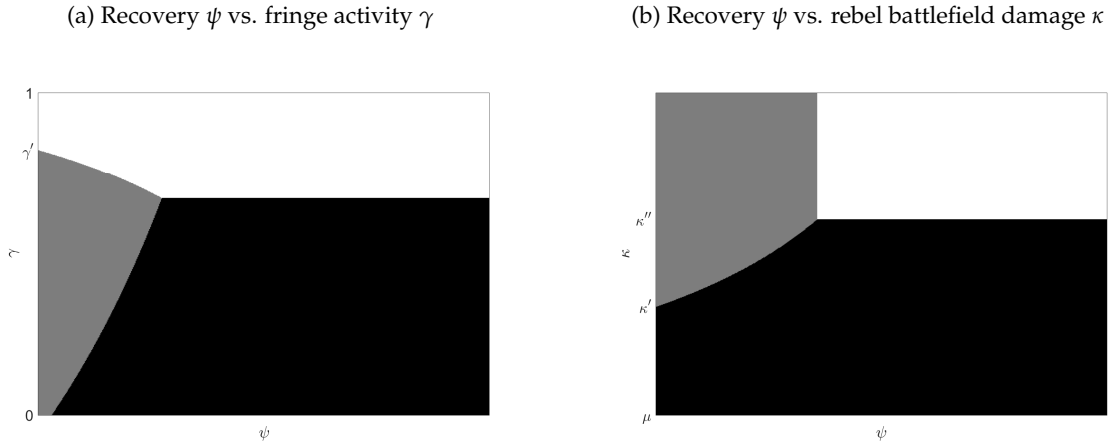 (a) Recovery ψ vs. fringe activity γ
(b) Recovery ψ vs. rebel battlefield damage κ
1
γ′
γ
0
ψ
κ″
κ
κ′
μ
ψ